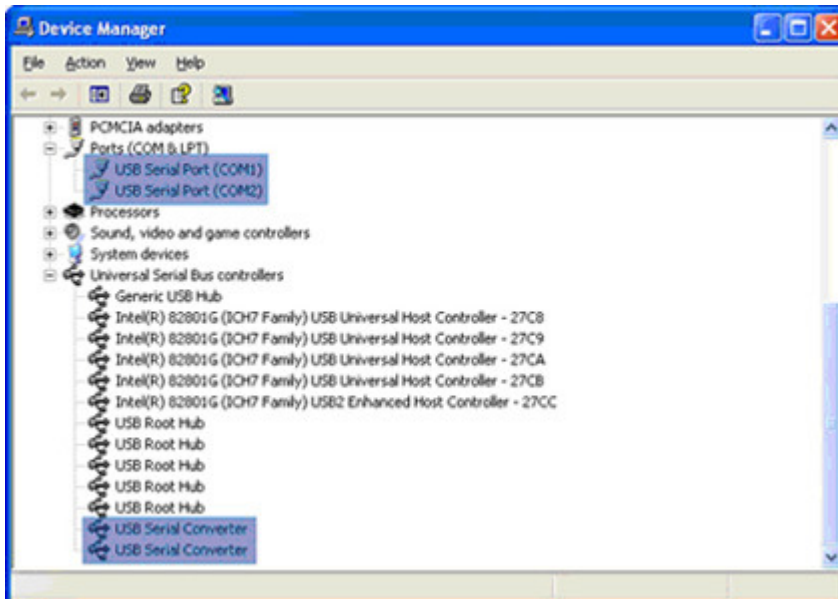 Device Manager
File Action View Help
PCMCIA adapters
Ports (COM & LPT)
USB Serial Port (COM1)
USB Serial Port (COM2)
Processors
Sound, video and game controllers
System devices
Universal Serial Bus controllers
Generic USB Hub
Intel(R) 82801G (ICH7 Family) USB Universal Host Controller - 27C8
Intel(R) 82801G (ICH7 Family) USB Universal Host Controller - 27C9
Intel(R) 82801G (ICH7 Family) USB Universal Host Controller - 27CA
Intel(R) 82801G (ICH7 Family) USB Universal Host Controller - 27CB
Intel(R) 82801G (ICH7 Family) USB2 Enhanced Host Controller - 27CC
USB Root Hub
USB Root Hub
USB Root Hub
USB Root Hub
USB Root Hub
USB Serial Converter
USB Serial Converter